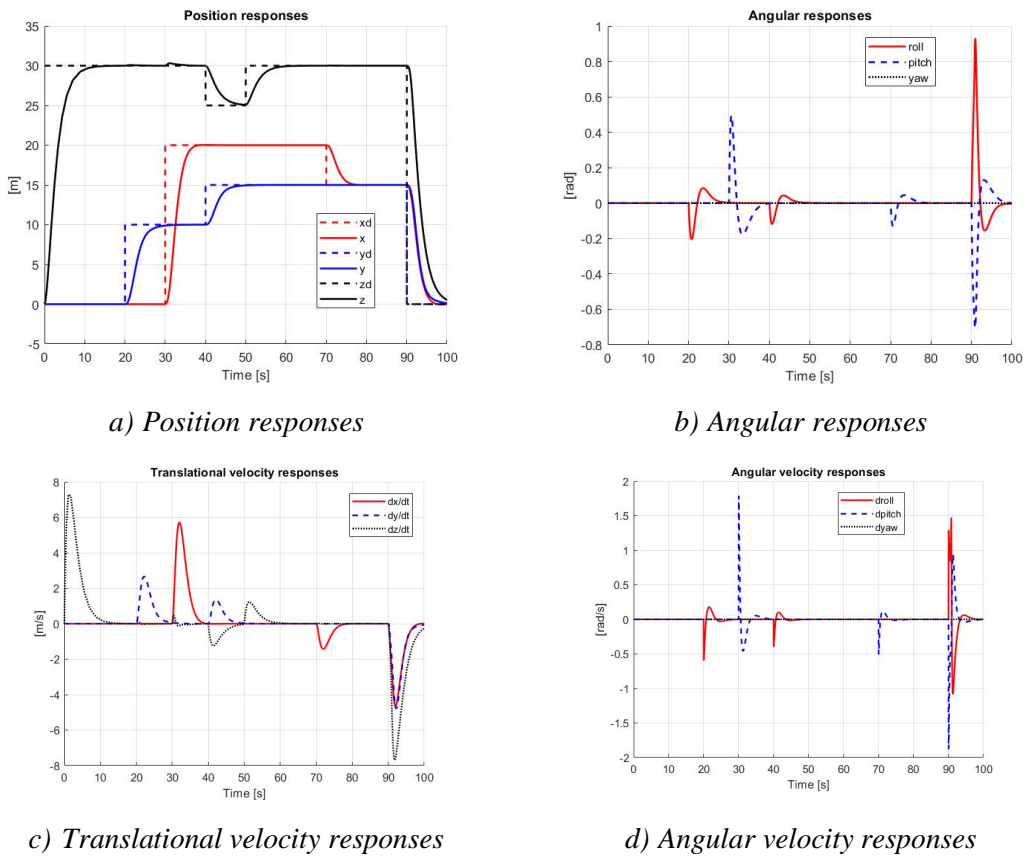 Position responses
35
30
25
20
15
10
5
0
-5
[m]
xd
x
yd
y
zd
z
0 10 20 30 40 50 60 70 80 90 100
Time [s]
Angular responses
1
0.8
0.6
0.4
0.2
0
-0.2
-0.4
-0.6
-0.8
[rad]
roll
pitch
yaw
0 10 20 30 40 50 60 70 80 90 100
Time [s]
a) Position responses
b) Angular responses
Translational velocity responses
8
6
4
2
0
-2
-4
-6
-8
[m/s]
dx/dt
dy/dt
dz/dt
0 10 20 30 40 50 60 70 80 90 100
Time [s]
Angular velocity responses
2
1.5
1
0.5
0
-0.5
-1
-1.5
-2
[rad/s]
droll
dpitch
dyaw
0 10 20 30 40 50 60 70 80 90 100
Time [s]
c) Translational velocity responses
d) Angular velocity responses